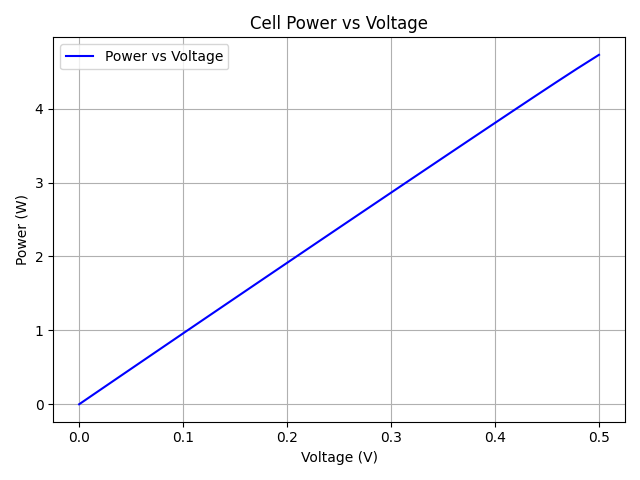 Cell Power vs Voltage
Power vs Voltage
Power (W)
4
3
2
1
0
0.0 0.1 0.2 0.3 0.4 0.5
Voltage (V)